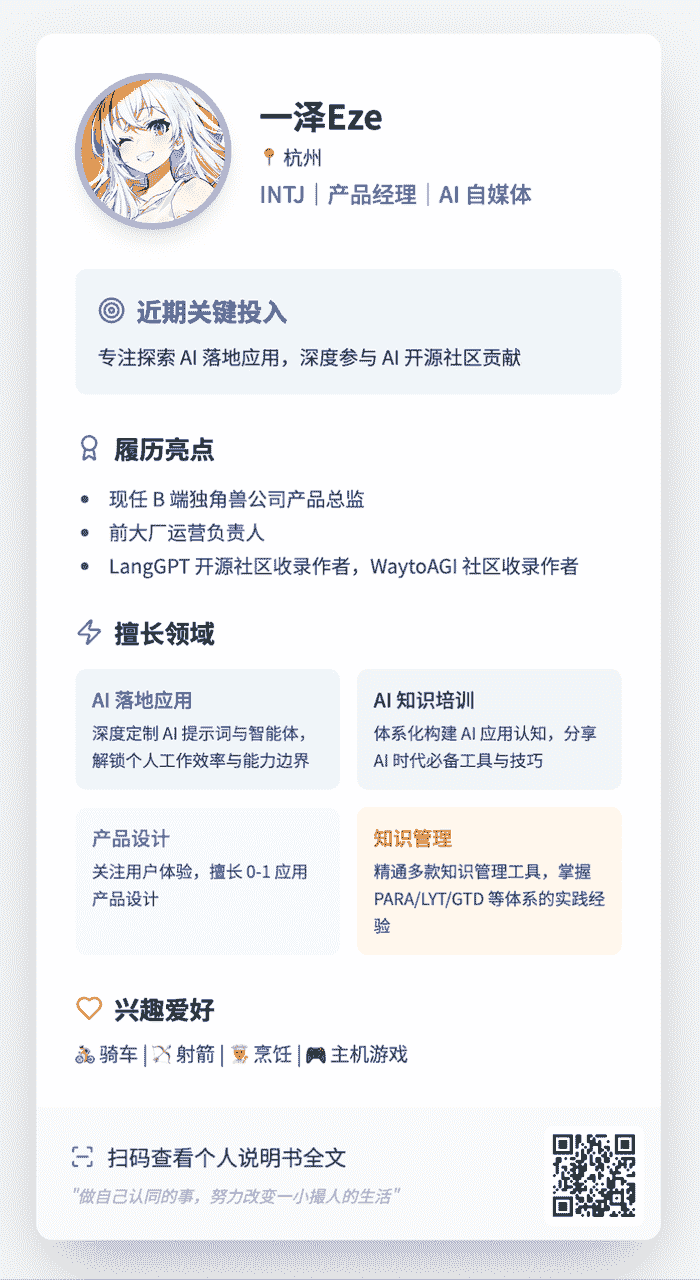 一泽Eze
📍 杭州
INTJ｜产品经理｜AI 自媒体
近期关键投入
专注探索 AI 落地应用，深度参与 AI 开源社区贡献
履历亮点
• 现任 B 端独角兽公司产品总监
• 前大厂运营负责人
• LangGPT 开源社区收录作者，WaytoAGI 社区收录作者
擅长领域
AI 落地应用
深度定制 AI 提示词与智能体，
解锁个人工作效率与能力边界
AI 知识培训
体系化构建 AI 应用认知，分享
AI 时代必备工具与技巧
产品设计
关注用户体验，擅长 0-1 应用
产品设计
知识管理
精通多款知识管理工具，掌握
PARA/LYT/GTD 等体系的实践经
验
兴趣爱好
🚴 骑车 | 🏹 射箭 | 👨‍🍳 烹饪 | 🎮 主机游戏
扫码查看个人说明书全文
"做自己认同的事，努力改变一小撮人的生活"